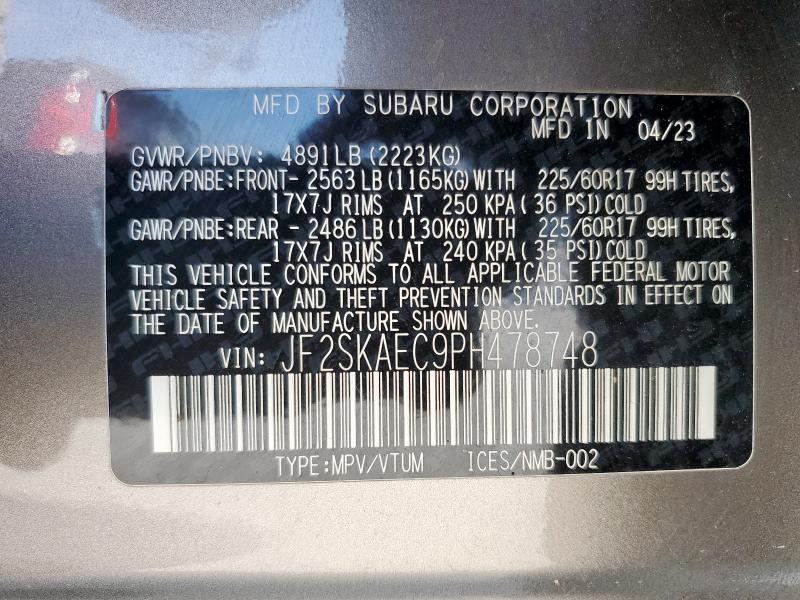 MFD BY SUBARU CORPORATION
MFD IN 04/23
GVWR/PNBV: 4891LB(2223KG)
GAWR/PNBE:FRONT- 2563LB(1165KG)WITH 225/60R17 99H TIRES,
17X7J RIMS AT 250 KPA( 36 PSI)COLD
GAWR/PNBE:REAR - 2486LB(1130KG)WITH 225/60R17 99H TIRES,
17X7J RIMS AT 240 KPA( 35 PSI)COLD
THIS VEHICLE CONFORMS TO ALL APPLICABLE FEDERAL MOTOR
VEHICLE SAFETY AND THEFT PREVENTION STANDARDS IN EFFECT ON
THE DATE OF MANUFACTURE SHOWN ABOVE.
VIN: JF2SKAEC9PH478748
TYPE:MPV/VTUM ICES/NMB-002